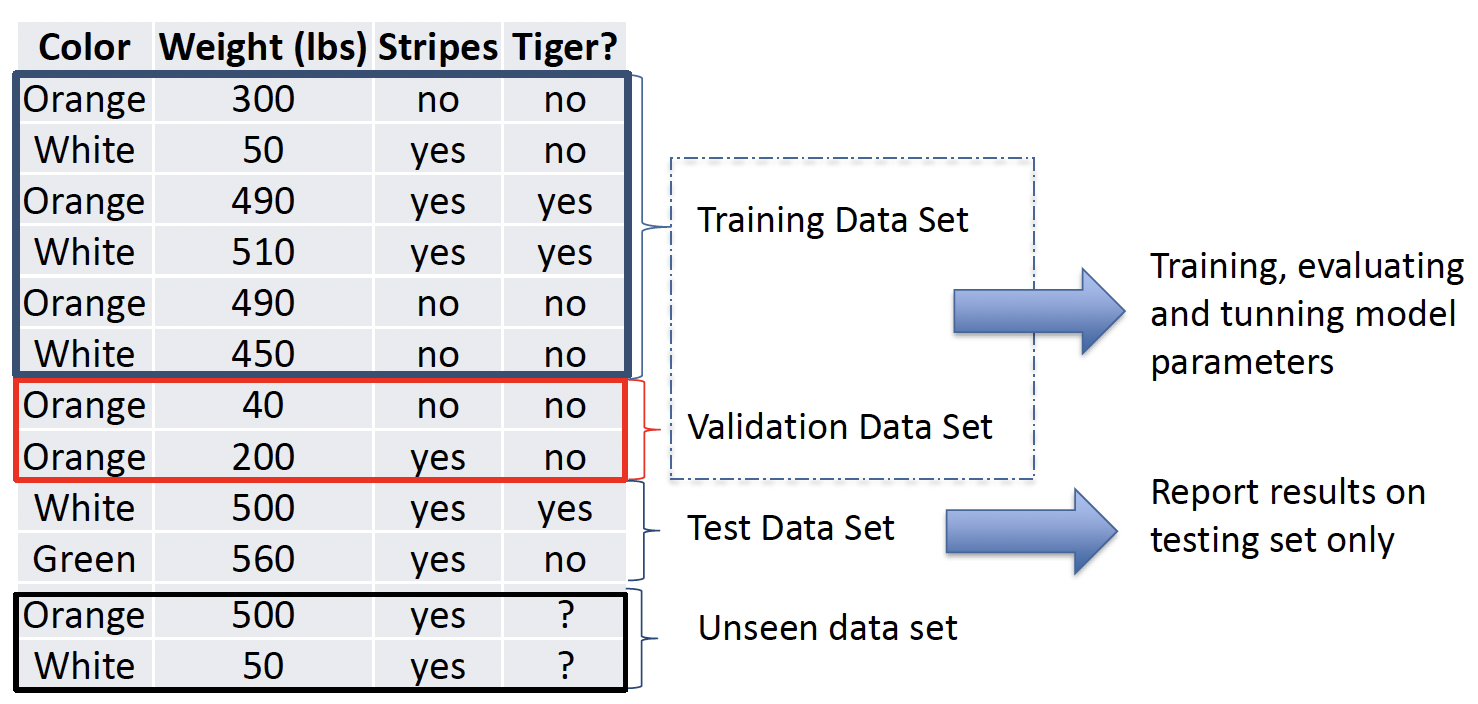 Color Weight (lbs) Stripes Tiger?
Orange 300 no no
White 50 yes no
Orange 490 yes yes
White 510 yes yes
Orange 490 no no
White 450 no no
Orange 40 no no
Orange 200 yes no
White 500 yes yes
Green 560 yes no
Orange 500 yes ?
White 50 yes ?
Training Data Set
Validation Data Set
Test Data Set
Unseen data set
Training, evaluating
and tunning model
parameters
Report results on
testing set only